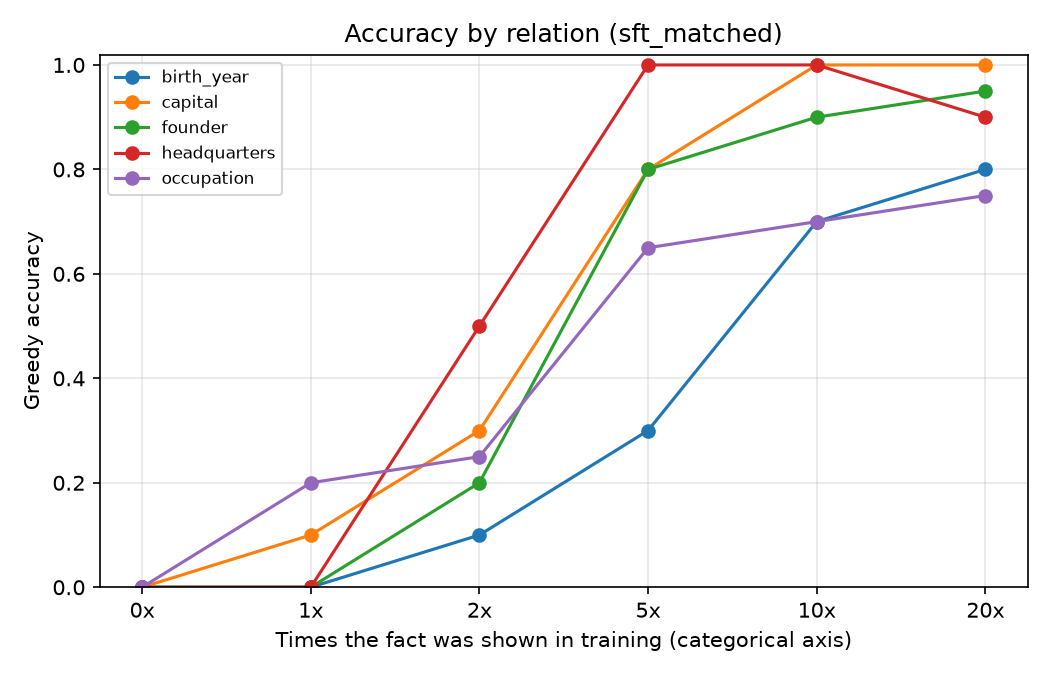 Accuracy by relation (sft_matched)
1.0
0.8
0.6
0.4
0.2
0.0
Greedy accuracy
birth_year
capital
founder
headquarters
occupation
0x 1x 2x 5x 10x 20x
Times the fact was shown in training (categorical axis)